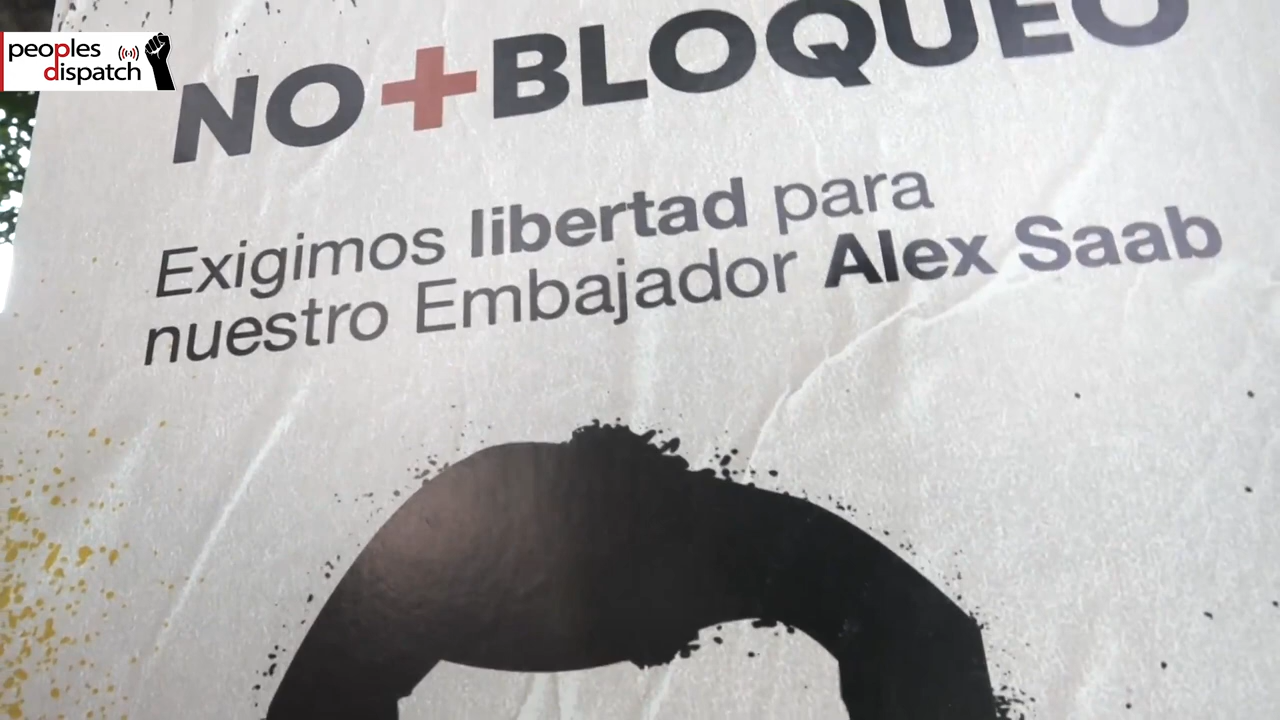 peoples
dispatch
NO+BLOQUEO
Exigimos libertad para
nuestro Embajador Alex Saab